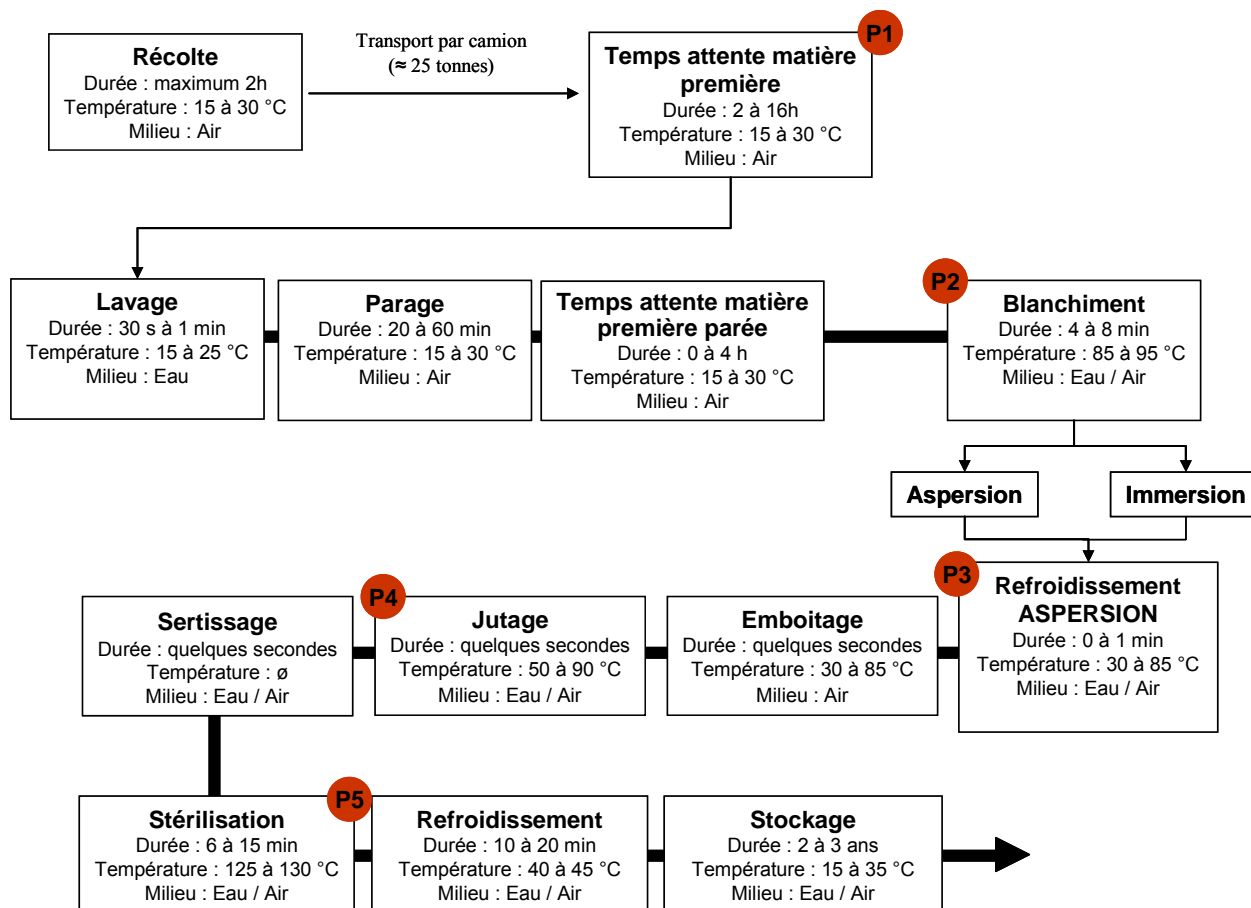 Récolte
Durée : maximum 2h
Température : 15 à 30 °C
Milieu : Air
Transport par camion
(≈ 25 tonnes)
P1
Temps attente matière
première
Durée : 2 à 16h
Température : 15 à 30 °C
Milieu : Air
Lavage
Durée : 30 s à 1 min
Température : 15 à 25 °C
Milieu : Eau
Parage
Durée : 20 à 60 min
Température : 15 à 30 °C
Milieu : Air
Temps attente matière
première parée
Durée : 0 à 4 h
Température : 15 à 30 °C
Milieu : Air
P2
Blanchiment
Durée : 4 à 8 min
Température : 85 à 95 °C
Milieu : Eau / Air
Aspersion
Immersion
P3
Refroidissement
ASPERSION
Durée : 0 à 1 min
Température : 30 à 85 °C
Milieu : Eau / Air
Emboitage
Durée : quelques secondes
Température : 30 à 85 °C
Milieu : Air
P4
Jutage
Durée : quelques secondes
Température : 50 à 90 °C
Milieu : Eau / Air
Sertissage
Durée : quelques secondes
Température : ø
Milieu : Eau / Air
Stérilisation
Durée : 6 à 15 min
Température : 125 à 130 °C
Milieu : Eau / Air
P5
Refroidissement
Durée : 10 à 20 min
Température : 40 à 45 °C
Milieu : Eau / Air
Stockage
Durée : 2 à 3 ans
Température : 15 à 35 °C
Milieu : Eau / Air